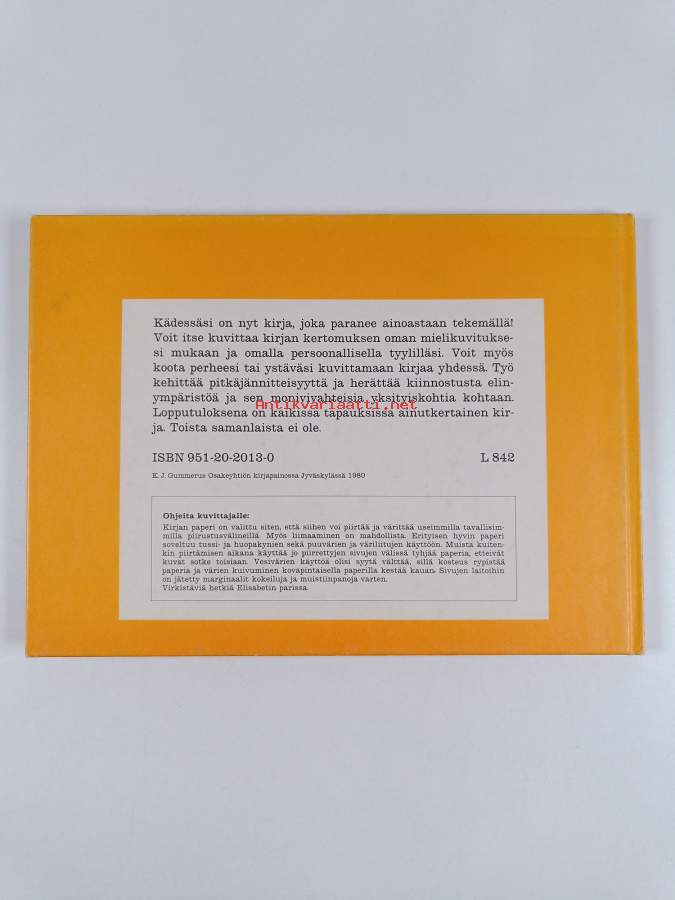 Kädessäsi on nyt kirja, joka paranee ainoastaan tekemällä!
Voit itse kuvittaa kirjan kertomuksen oman mielikuvitukse-
si mukaan ja omalla persoonallisella tyylilläsi. Voit myös
koota perheesi tai ystäväsi kuvittamaan kirjaa yhdessä. Työ
kehittää pitkäjännitteisyyttä ja herättää kiinnostusta elin-
ympäristöä ja sen monivivahteisia yksityiskohtia kohtaan.
Antikvariaatti.net
Lopputuloksena on kaikissa tapauksissa ainutkertainen kir-
ja. Toista samanlaista ei ole.
ISBN 951-20-2013-0 L 842
K. J. Gummerus Osakeyhtiön kirjapainossa Jyväskylässä 1980
Ohjeita kuvittajalle:
Kirjan paperi on valittu siten, että siihen voi piirtää ja värittää useimmilla tavallisim-
milla piirustusvälineillä. Myös liimaaminen on mahdollista. Erityisen hyvin paperi
soveltuu tussi- ja huopakynien sekä puuvärien ja väriliitujen käyttöön. Muista kuiten-
kin piirtämisen aikana käyttää jo piirrettyjen sivujen välissä tyhjää paperia, etteivät
kuvat sotke toisiaan. Vesivärien käyttöä olisi syytä välttää, sillä kosteus rypistää
paperia ja värien kuivuminen kovapintaisella paperilla kestää kauan. Sivujen laitoihin
on jätetty marginaalit kokeiluja ja muistiinpanoja varten.
Virkistäviä hetkiä Elisabetin parissa.